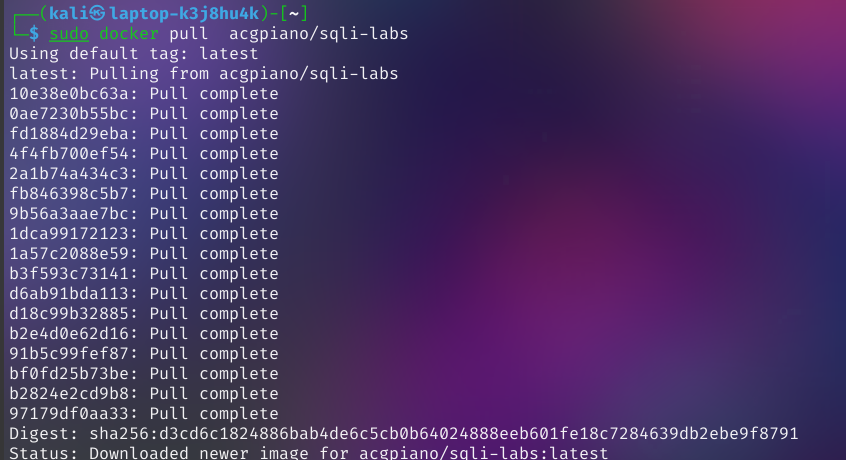 ┌──(kali㉿laptop-k3j8hu4k)-[~]
└─$ sudo docker pull  acgpiano/sqli-labs
Using default tag: latest
latest: Pulling from acgpiano/sqli-labs
10e38e0bc63a: Pull complete
0ae7230b55bc: Pull complete
fd1884d29eba: Pull complete
4f4fb700ef54: Pull complete
2a1b74a434c3: Pull complete
fb846398c5b7: Pull complete
9b56a3aae7bc: Pull complete
1dca99172123: Pull complete
1a57c2088e59: Pull complete
b3f593c73141: Pull complete
d6ab91bda113: Pull complete
d18c99b32885: Pull complete
b2e4d0e62d16: Pull complete
91b5c99fef87: Pull complete
bf0fd25b73be: Pull complete
b2824e2cd9b8: Pull complete
97179df0aa33: Pull complete
Digest: sha256:d3cd6c1824886bab4de6c5cb0b64024888eeb601fe18c7284639db2ebe9f8791
Status: Downloaded newer image for acgpiano/sqli-labs:latest